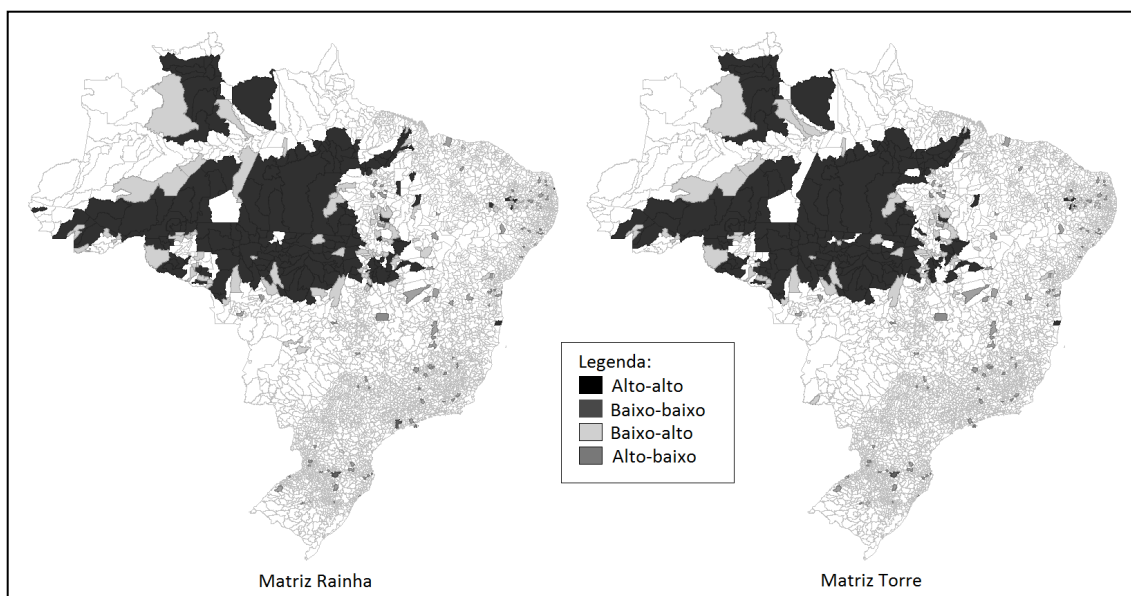 Legenda:
Alto-alto
Baixo-baixo
Baixo-alto
Alto-baixo
Matriz Rainha
Matriz Torre